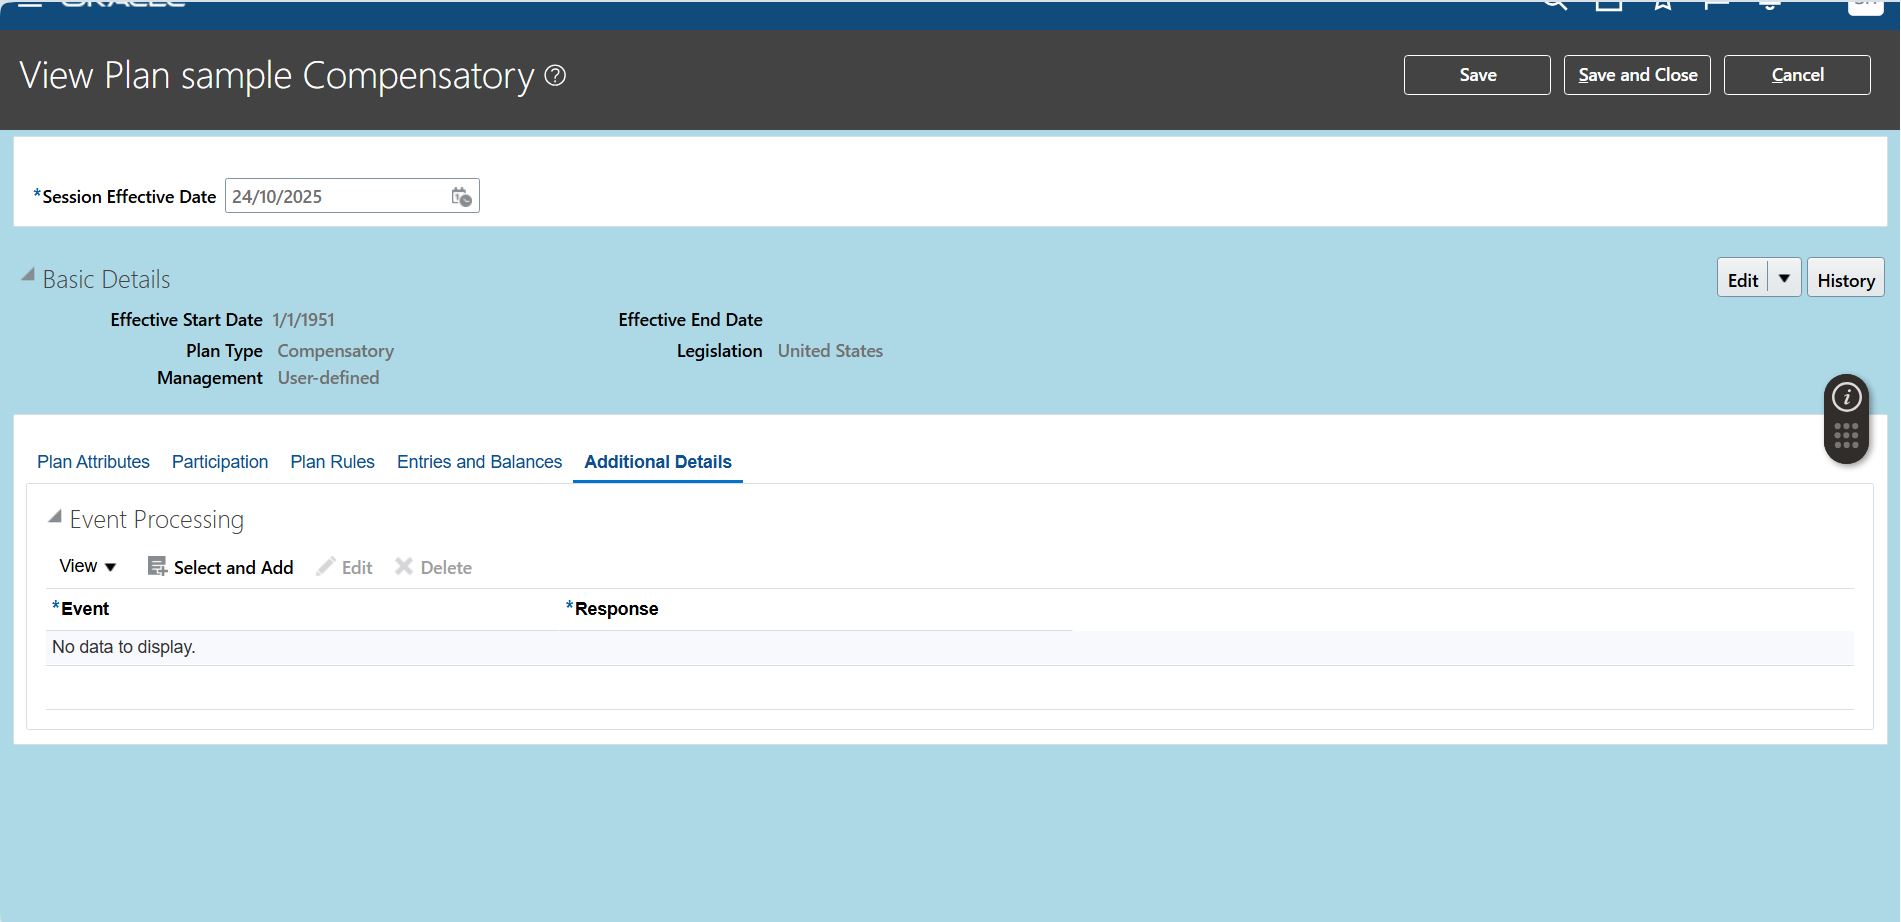 ORACLE
View Plan sample Compensatory
Save
Save and Close
Cancel
*Session Effective Date 24/10/2025
Basic Details
Edit
History
Effective Start Date 1/1/1951
Effective End Date
Plan Type Compensatory
Legislation United States
Management User-defined
Plan Attributes Participation Plan Rules Entries and Balances Additional Details
Event Processing
View Select and Add Edit Delete
*Event *Response
No data to display.